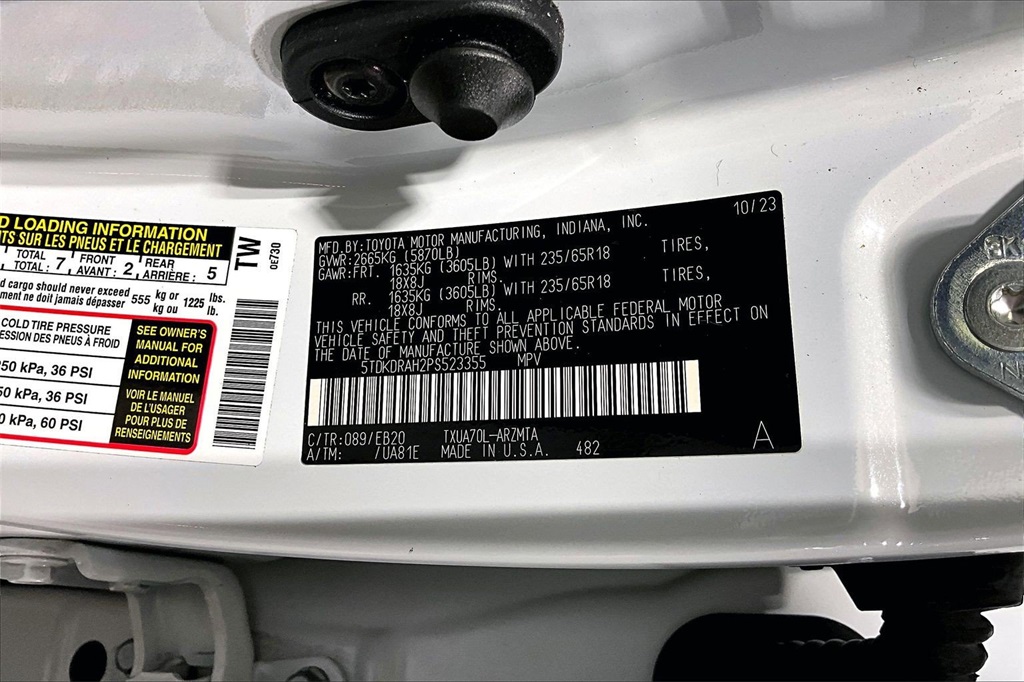 D LOADING INFORMATION
TS SUR LES PNEUS ET LE CHARGEMENT
TOTAL
TOTAL : 7
FRONT
AVANT : 2
REAR
ARRIÈRE : 5
d cargo should never exceed 555 kg or 1225 lbs.
ment ne doit jamais dépasser kg ou lb.
COLD TIRE PRESSURE
ESSION DES PNEUS À FROID
50 kPa, 36 PSI
50 kPa, 36 PSI
0 kPa, 60 PSI
SEE OWNER'S
MANUAL FOR
ADDITIONAL
INFORMATION
VOIR LE MANUEL
DE L'USAGER
POUR PLUS DE
RENSEIGNEMENTS
TW
0E730
MFD.BY:TOYOTA MOTOR MANUFACTURING, INDIANA, INC. 10/23
GVWR:2665KG (5870LB)
GAWR:FRT. 1635KG (3605LB) WITH 235/65R18 TIRES,
18X8J RIMS.
RR. 1635KG (3605LB) WITH 235/65R18 TIRES,
18X8J RIMS.
THIS VEHICLE CONFORMS TO ALL APPLICABLE FEDERAL MOTOR
VEHICLE SAFETY AND THEFT PREVENTION STANDARDS IN EFFECT ON
THE DATE OF MANUFACTURE SHOWN ABOVE.
5TDKDRAH2PS523355 MPV
C/TR:089/EB20 TXUA70L-ARZMTA
A/TM: /UA81E MADE IN U.S.A. 482
A